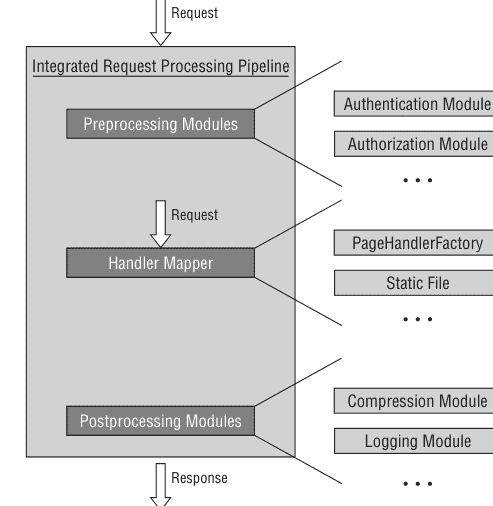 Request
Integrated Request Processing Pipeline
Authentication Module
Preprocessing Modules
Authorization Module
• • •
Request
PageHandlerFactory
Handler Mapper
Static File
• • •
Compression Module
Postprocessing Modules
Logging Module
Response
• • •